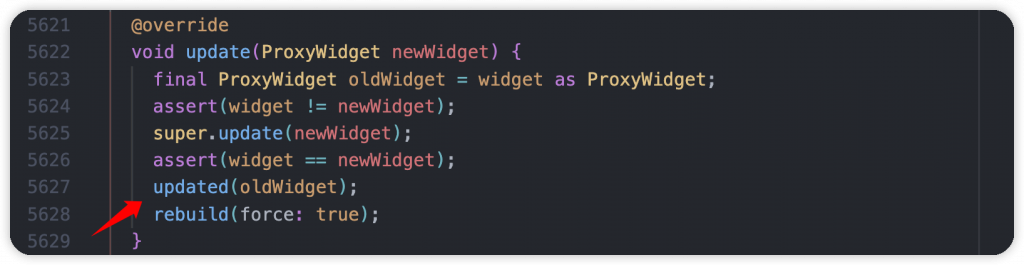 5621 @override
5622 void update(ProxyWidget newWidget) {
5623 final ProxyWidget oldWidget = widget as ProxyWidget;
5624 assert(widget != newWidget);
5625 super.update(newWidget);
5626 assert(widget == newWidget);
5627 updated(oldWidget);
5628 rebuild(force: true);
5629 }